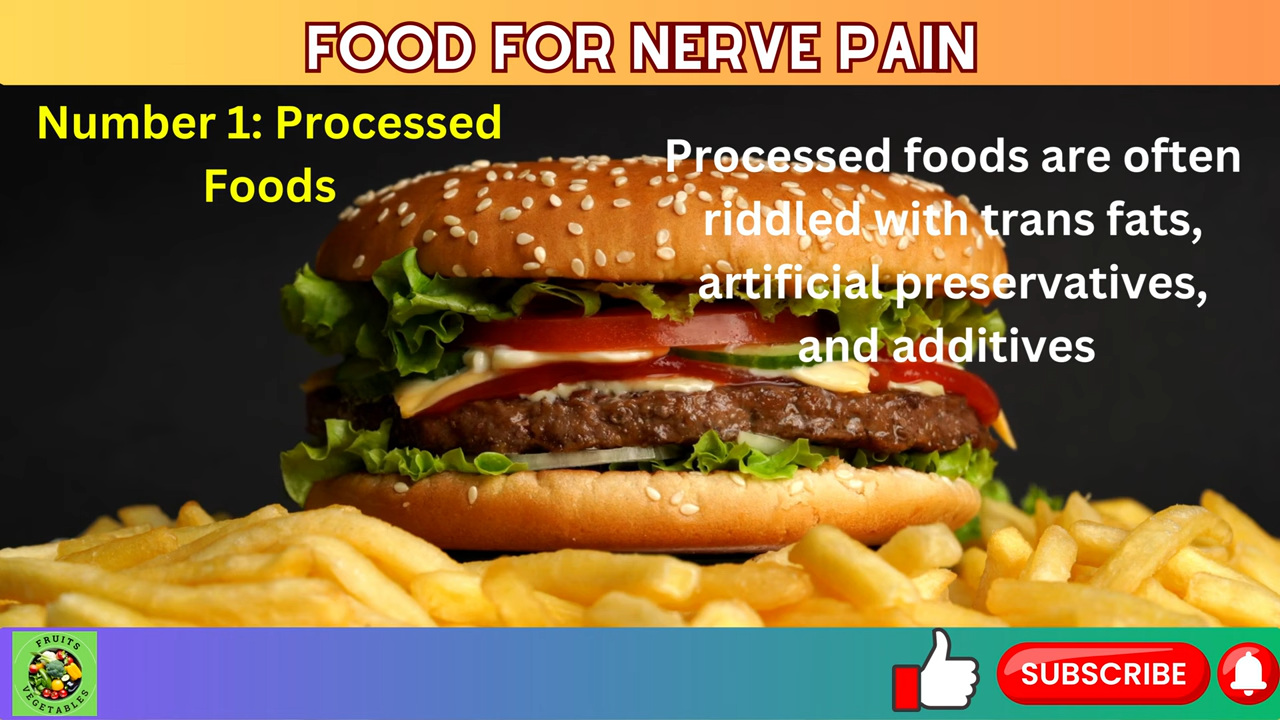 FOOD FOR NERVE PAIN
Number 1: Processed
Foods
Processed foods are often
riddled with trans fats,
artificial preservatives,
and additives
FRUITS
VEGETABLES
SUBSCRIBE